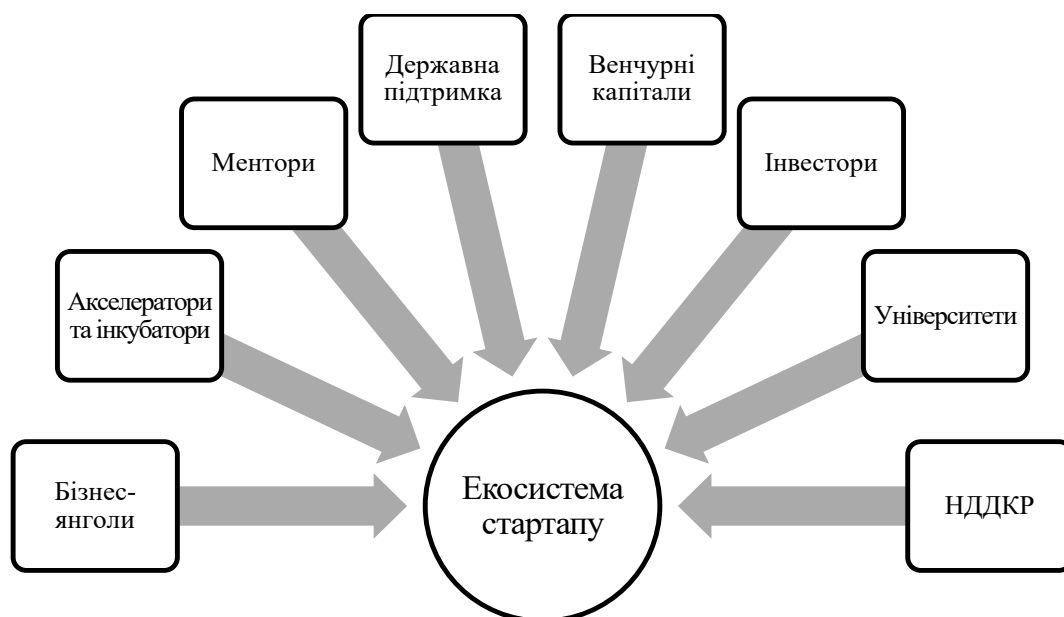 Державна
підтримка
Венчурні
капітали
Ментори
Інвестори
Акселератори
та інкубатори
Університети
Бізнес-
янголи
Екосистема
стартапу
НДДКР